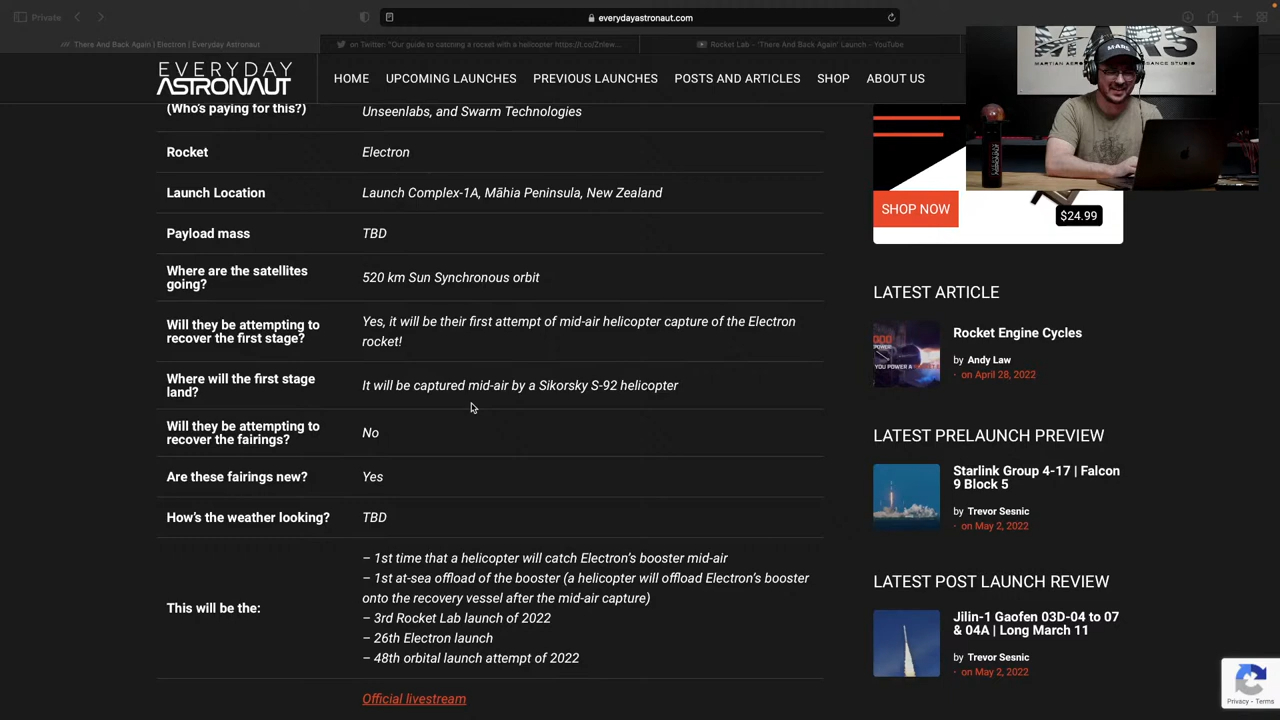 Private
everydayastronaut.com
There And Back Again | Electron | Everyday Astronaut
on Twitter: "Our guide to catching a rocket with a helicopter
Rocket Lab - 'There And Back Again' Launch - YouTube
EVERYDAY
ASTRONAUT
HOME
UPCOMING LAUNCHES
PREVIOUS LAUNCHES
POSTS AND ARTICLES
SHOP
ABOUT US
(Who's paying for this?)
Unseenlabs, and Swarm Technologies
Rocket
Electron
Launch Location
Launch Complex-1A, Māhia Peninsula, New Zealand
Payload mass
TBD
Where are the satellites
going?
520 km Sun Synchronous orbit
Will they be attempting to
recover the first stage?
Yes, it will be their first attempt of mid-air helicopter capture of the Electron
rocket!
Where will the first stage
land?
It will be captured mid-air by a Sikorsky S-92 helicopter
Will they be attempting to
recover the fairings?
No
Are these fairings new?
Yes
How's the weather looking?
TBD
This will be the:
– 1st time that a helicopter will catch Electron's booster mid-air
– 1st at-sea offload of the booster (a helicopter will offload Electron's booster
onto the recovery vessel after the mid-air capture)
– 3rd Rocket Lab launch of 2022
– 26th Electron launch
– 48th orbital launch attempt of 2022
Official livestream
MARS
EVERYDAY
ASTRONAUT
SHOP NOW
$24.99
LATEST ARTICLE
Rocket Engine Cycles
by Andy Law
· on April 28, 2022
LATEST PRELAUNCH PREVIEW
Starlink Group 4-17 | Falcon
9 Block 5
by Trevor Sesnic
· on May 2, 2022
LATEST POST LAUNCH REVIEW
Jilin-1 Gaofen 03D-04 to 07
& 04A | Long March 11
by Trevor Sesnic
· on May 2, 2022
Privacy - Terms